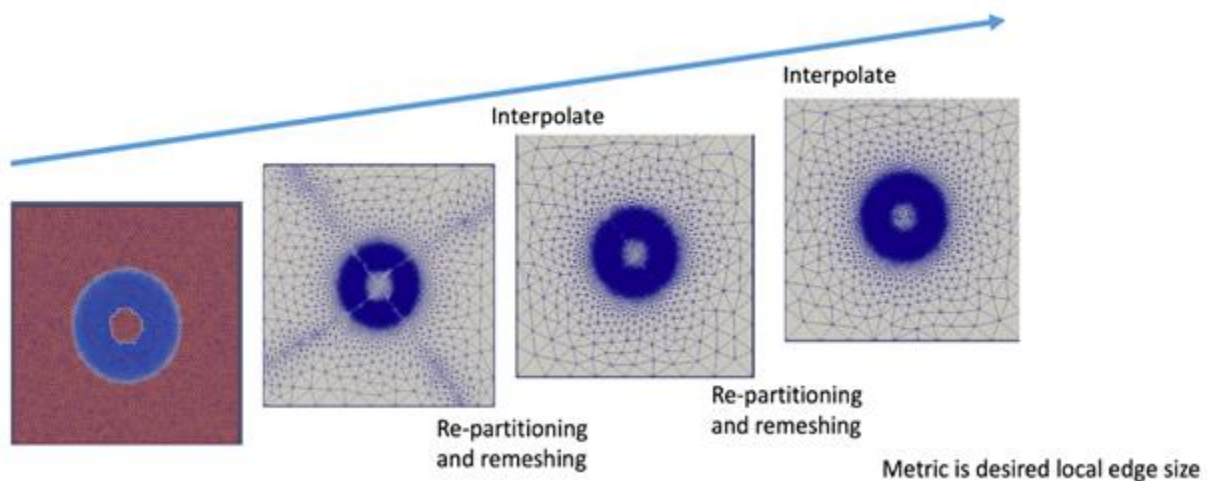 Interpolate
Interpolate
Re-partitioning
and remeshing
Re-partitioning
and remeshing
Metric is desired local edge size